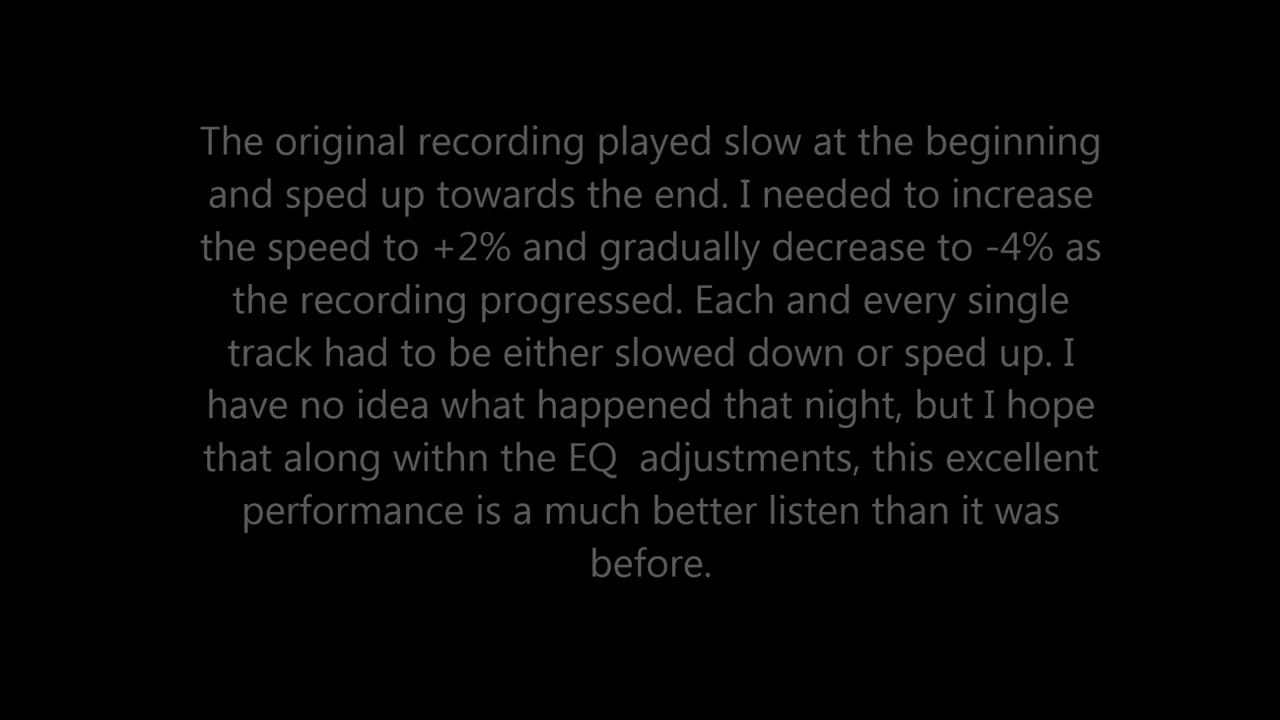 The original recording played slow at the beginning
and sped up towards the end. I needed to increase
the speed to +2% and gradually decrease to -4% as
the recording progressed. Each and every single
track had to be either slowed down or sped up. I
have no idea what happened that night, but I hope
that along withn the EQ  adjustments, this excellent
performance is a much better listen than it was
before.